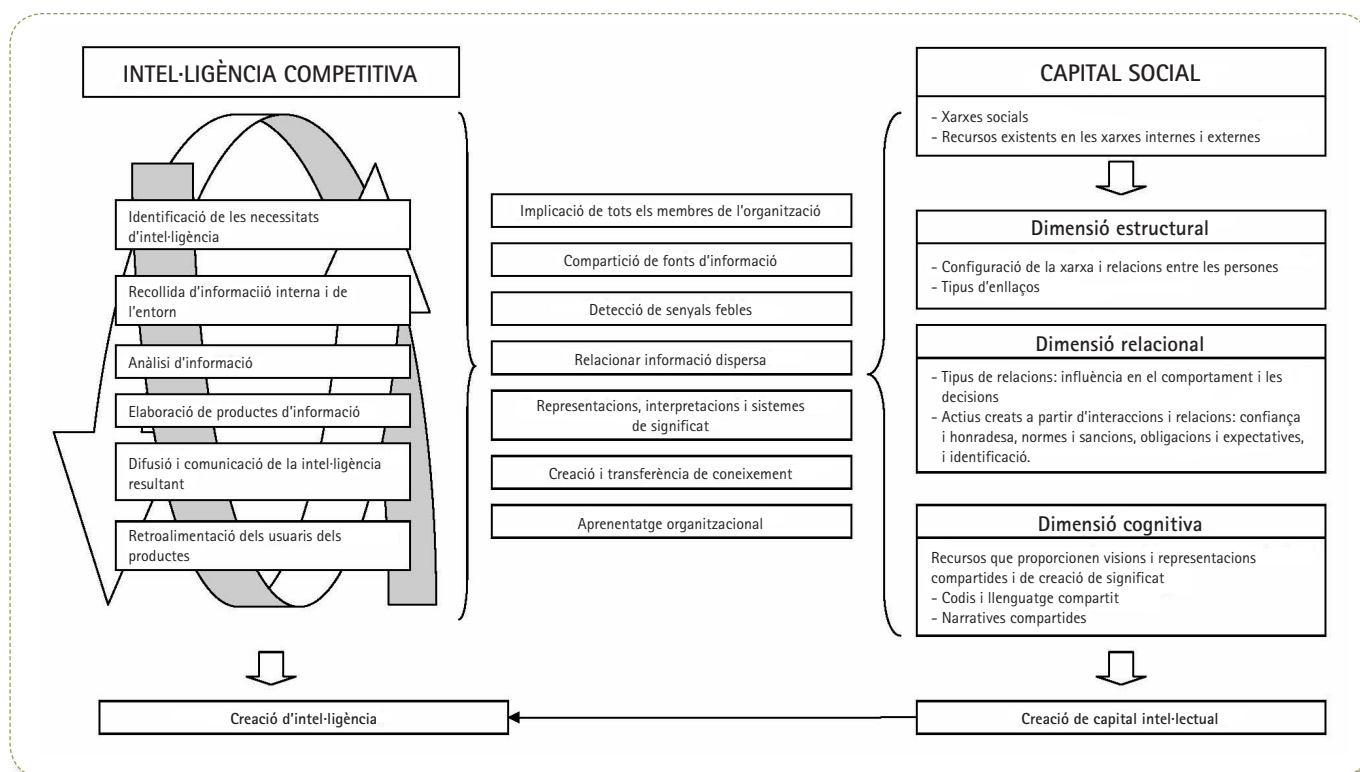 INTEL·LIGÈNCIA COMPETITIVA
Identificació de les necessitats
d'intel·ligència
Recollida d'informaciió interna i de
l'entorn
Anàlisi d'informació
Elaboració de productes d'informació
Difusió i comunicació de la intel·ligència
resultant
Retroalimentació dels usuaris dels
productes
Creació d'intel·ligència
Implicació de tots els membres de l'organització
Compartició de fonts d'informació
Detecció de senyals febles
Relacionar informació dispersa
Representacions, interpretacions i sistemes
de significat
Creació i transferència de coneixement
Aprenentatge organitzacional
CAPITAL SOCIAL
- Xarxes socials
- Recursos existents en les xarxes internes i externes
Dimensió estructural
- Configuració de la xarxa i relacions entre les persones
- Tipus d'enllaços
Dimensió relacional
- Tipus de relacions: influència en el comportament i les
decisions
- Actius creats a partir d'interaccions i relacions: confiança
i honradesa, normes i sancions, obligacions i expectatives,
i identificació.
Dimensió cognitiva
Recursos que proporcionen visions i representacions
compartides i de creació de significat
- Codis i llenguatge compartit
- Narratives compartides
Creació de capital intel·lectual